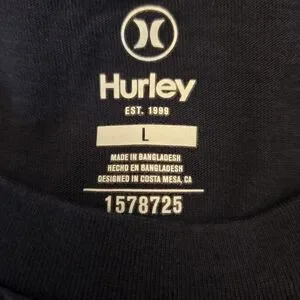 Hurley
EST. 1999
L
MADE IN BANGLADESH
HECHO EN BANGLADESH
DESIGNED IN COSTA MESA, CA
1578725